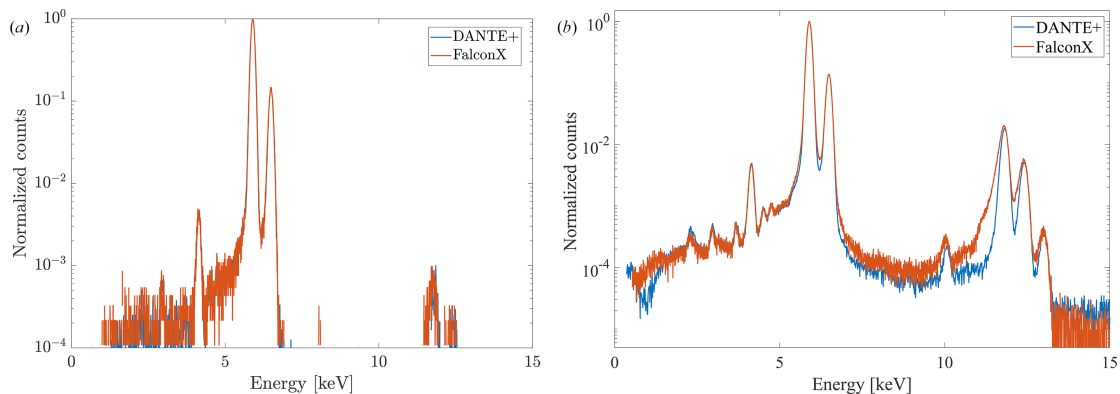 (a)
DANTE+
FalconX
10^0
10^-1
10^-2
10^-3
10^-4
Normalized counts
0 5 10 15
Energy [keV]
(b)
DANTE+
FalconX
10^0
10^-2
10^-4
Normalized counts
0 5 10 15
Energy [keV]